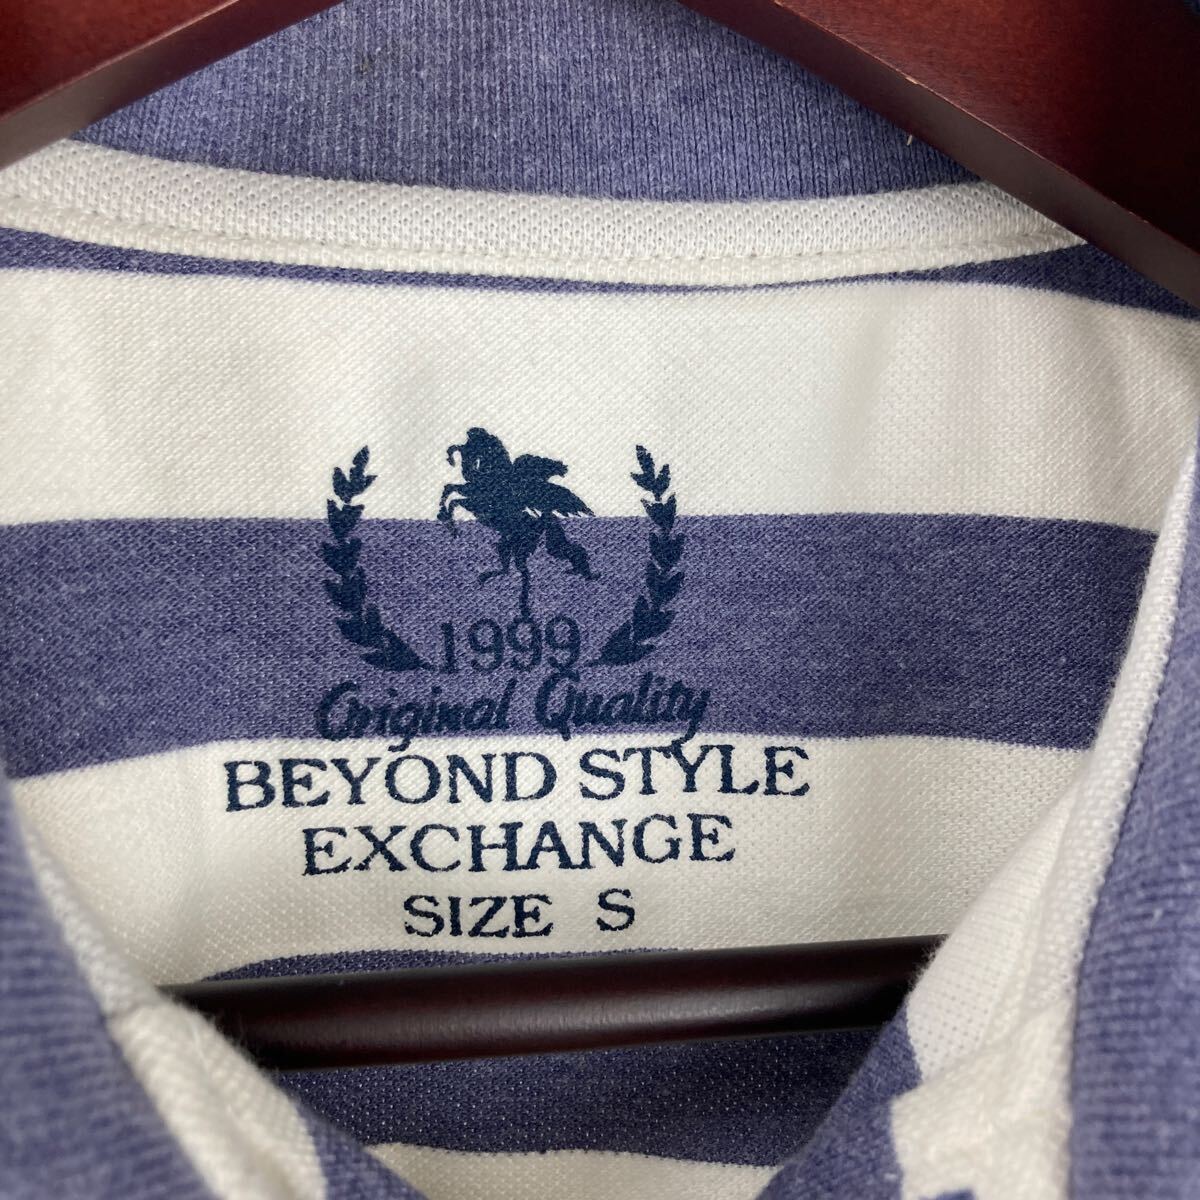 1999
Original Quality
BEYOND STYLE
EXCHANGE
SIZE S